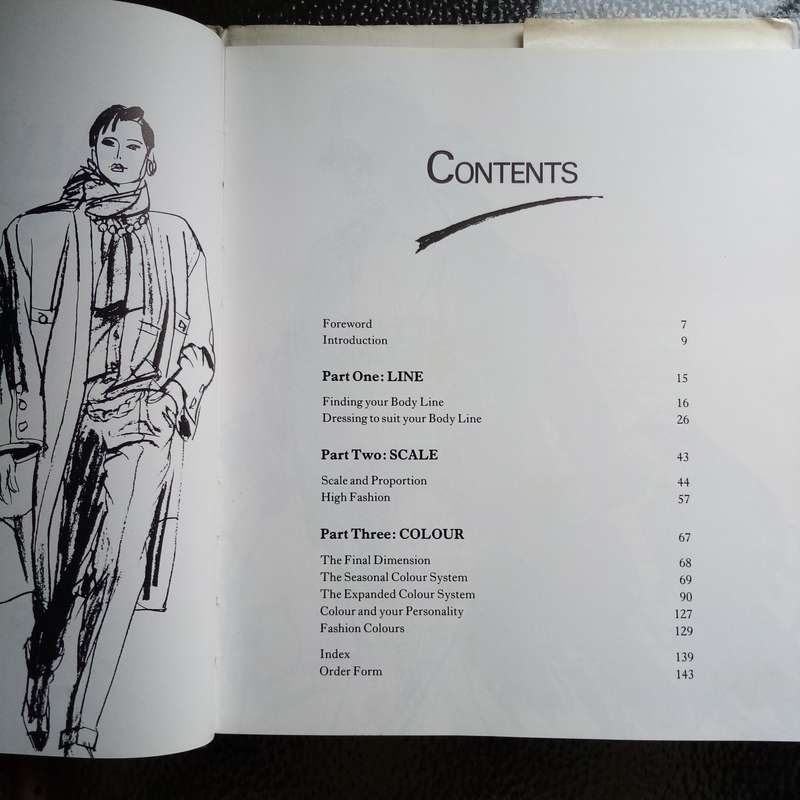 CONTENTS
Foreword 7
Introduction 9
Part One: LINE 15
Finding your Body Line 16
Dressing to suit your Body Line 26
Part Two: SCALE 43
Scale and Proportion 44
High Fashion 57
Part Three: COLOUR 67
The Final Dimension 68
The Seasonal Colour System 69
The Expanded Colour System 90
Colour and your Personality 127
Fashion Colours 129
Index 139
Order Form 143